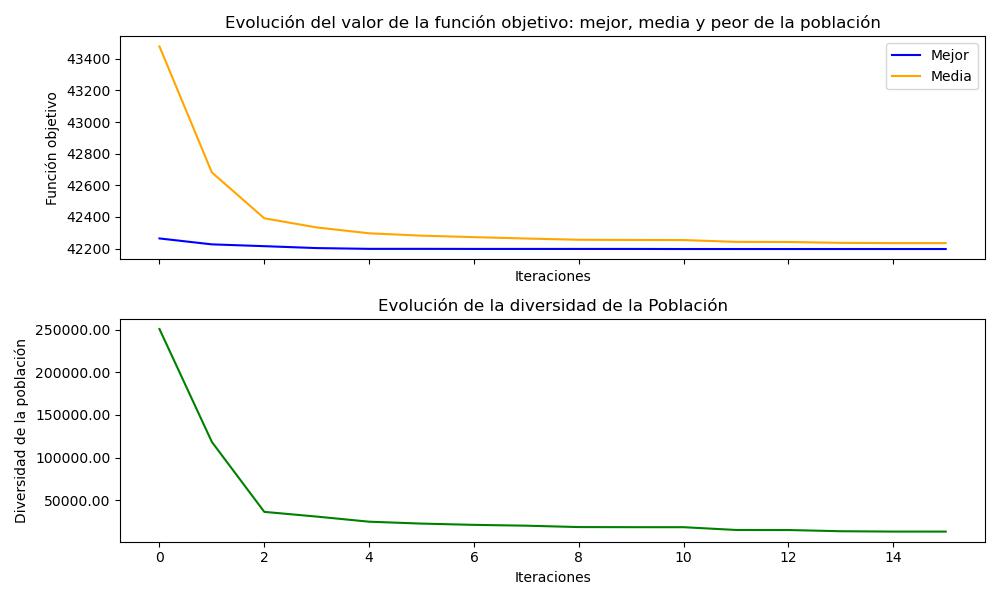 Evolución del valor de la función objetivo: mejor, media y peor de la población
Función objetivo
43400
43200
43000
42800
42600
42400
42200
Mejor
Media
Iteraciones
Evolución de la diversidad de la Población
Diversidad de la población
250000.00
200000.00
150000.00
100000.00
50000.00
0 2 4 6 8 10 12 14
Iteraciones